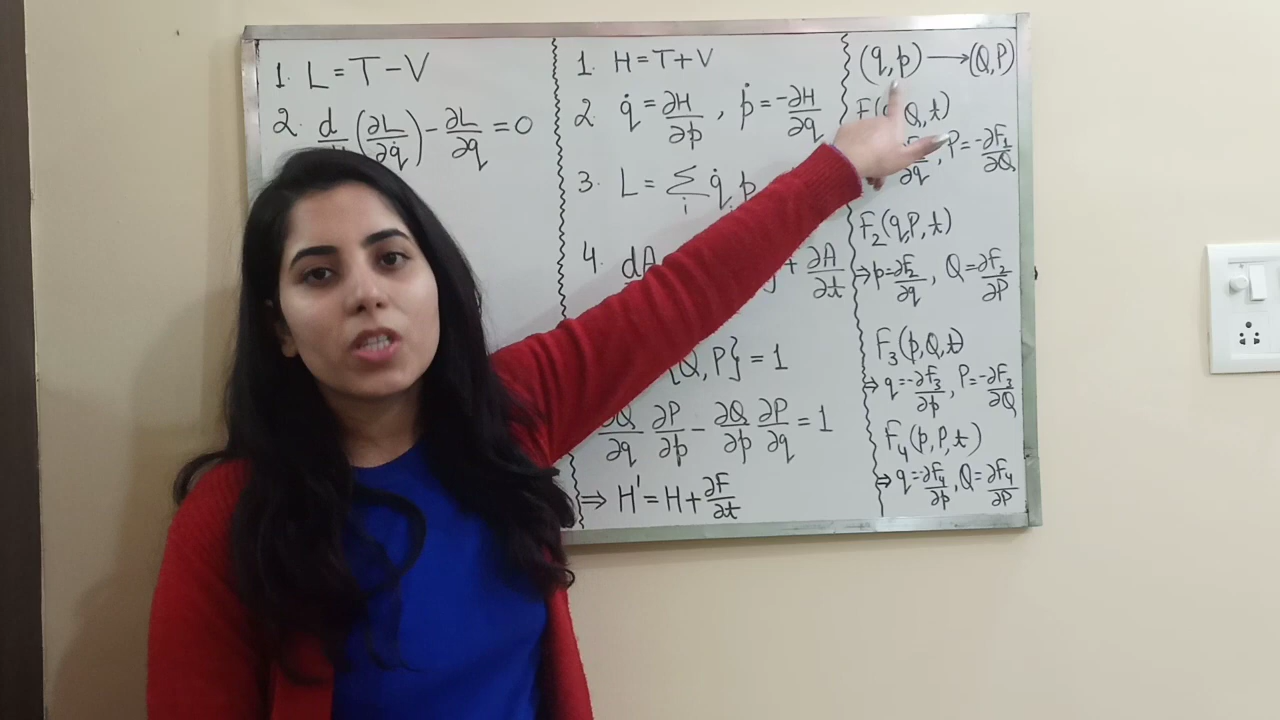 1. L = T - V
2. d (∂L/∂q̇) - ∂L/∂q = 0
1. H = T + V
2. q̇ = ∂H/∂p , ṗ = -∂H/∂q
3. L = Σ_i q̇ p
4. dA + ∂A/∂t
Q, P} = 1
∂Q/∂q ∂P/∂p - ∂Q/∂p ∂P/∂q = 1
⇒ H' = H + ∂F/∂t
(q, p) → (Q, P)
F( Q, t)
∂q , P = -∂F₁/∂Q
F₂(q, P, t)
⇒ p = ∂F₂/∂q , Q = ∂F₂/∂P
F₃(p, Q, t)
⇒ q = -∂F₃/∂p , P = -∂F₃/∂Q
F₄(p, P, t)
⇒ q = -∂F₄/∂p , Q = ∂F₄/∂P